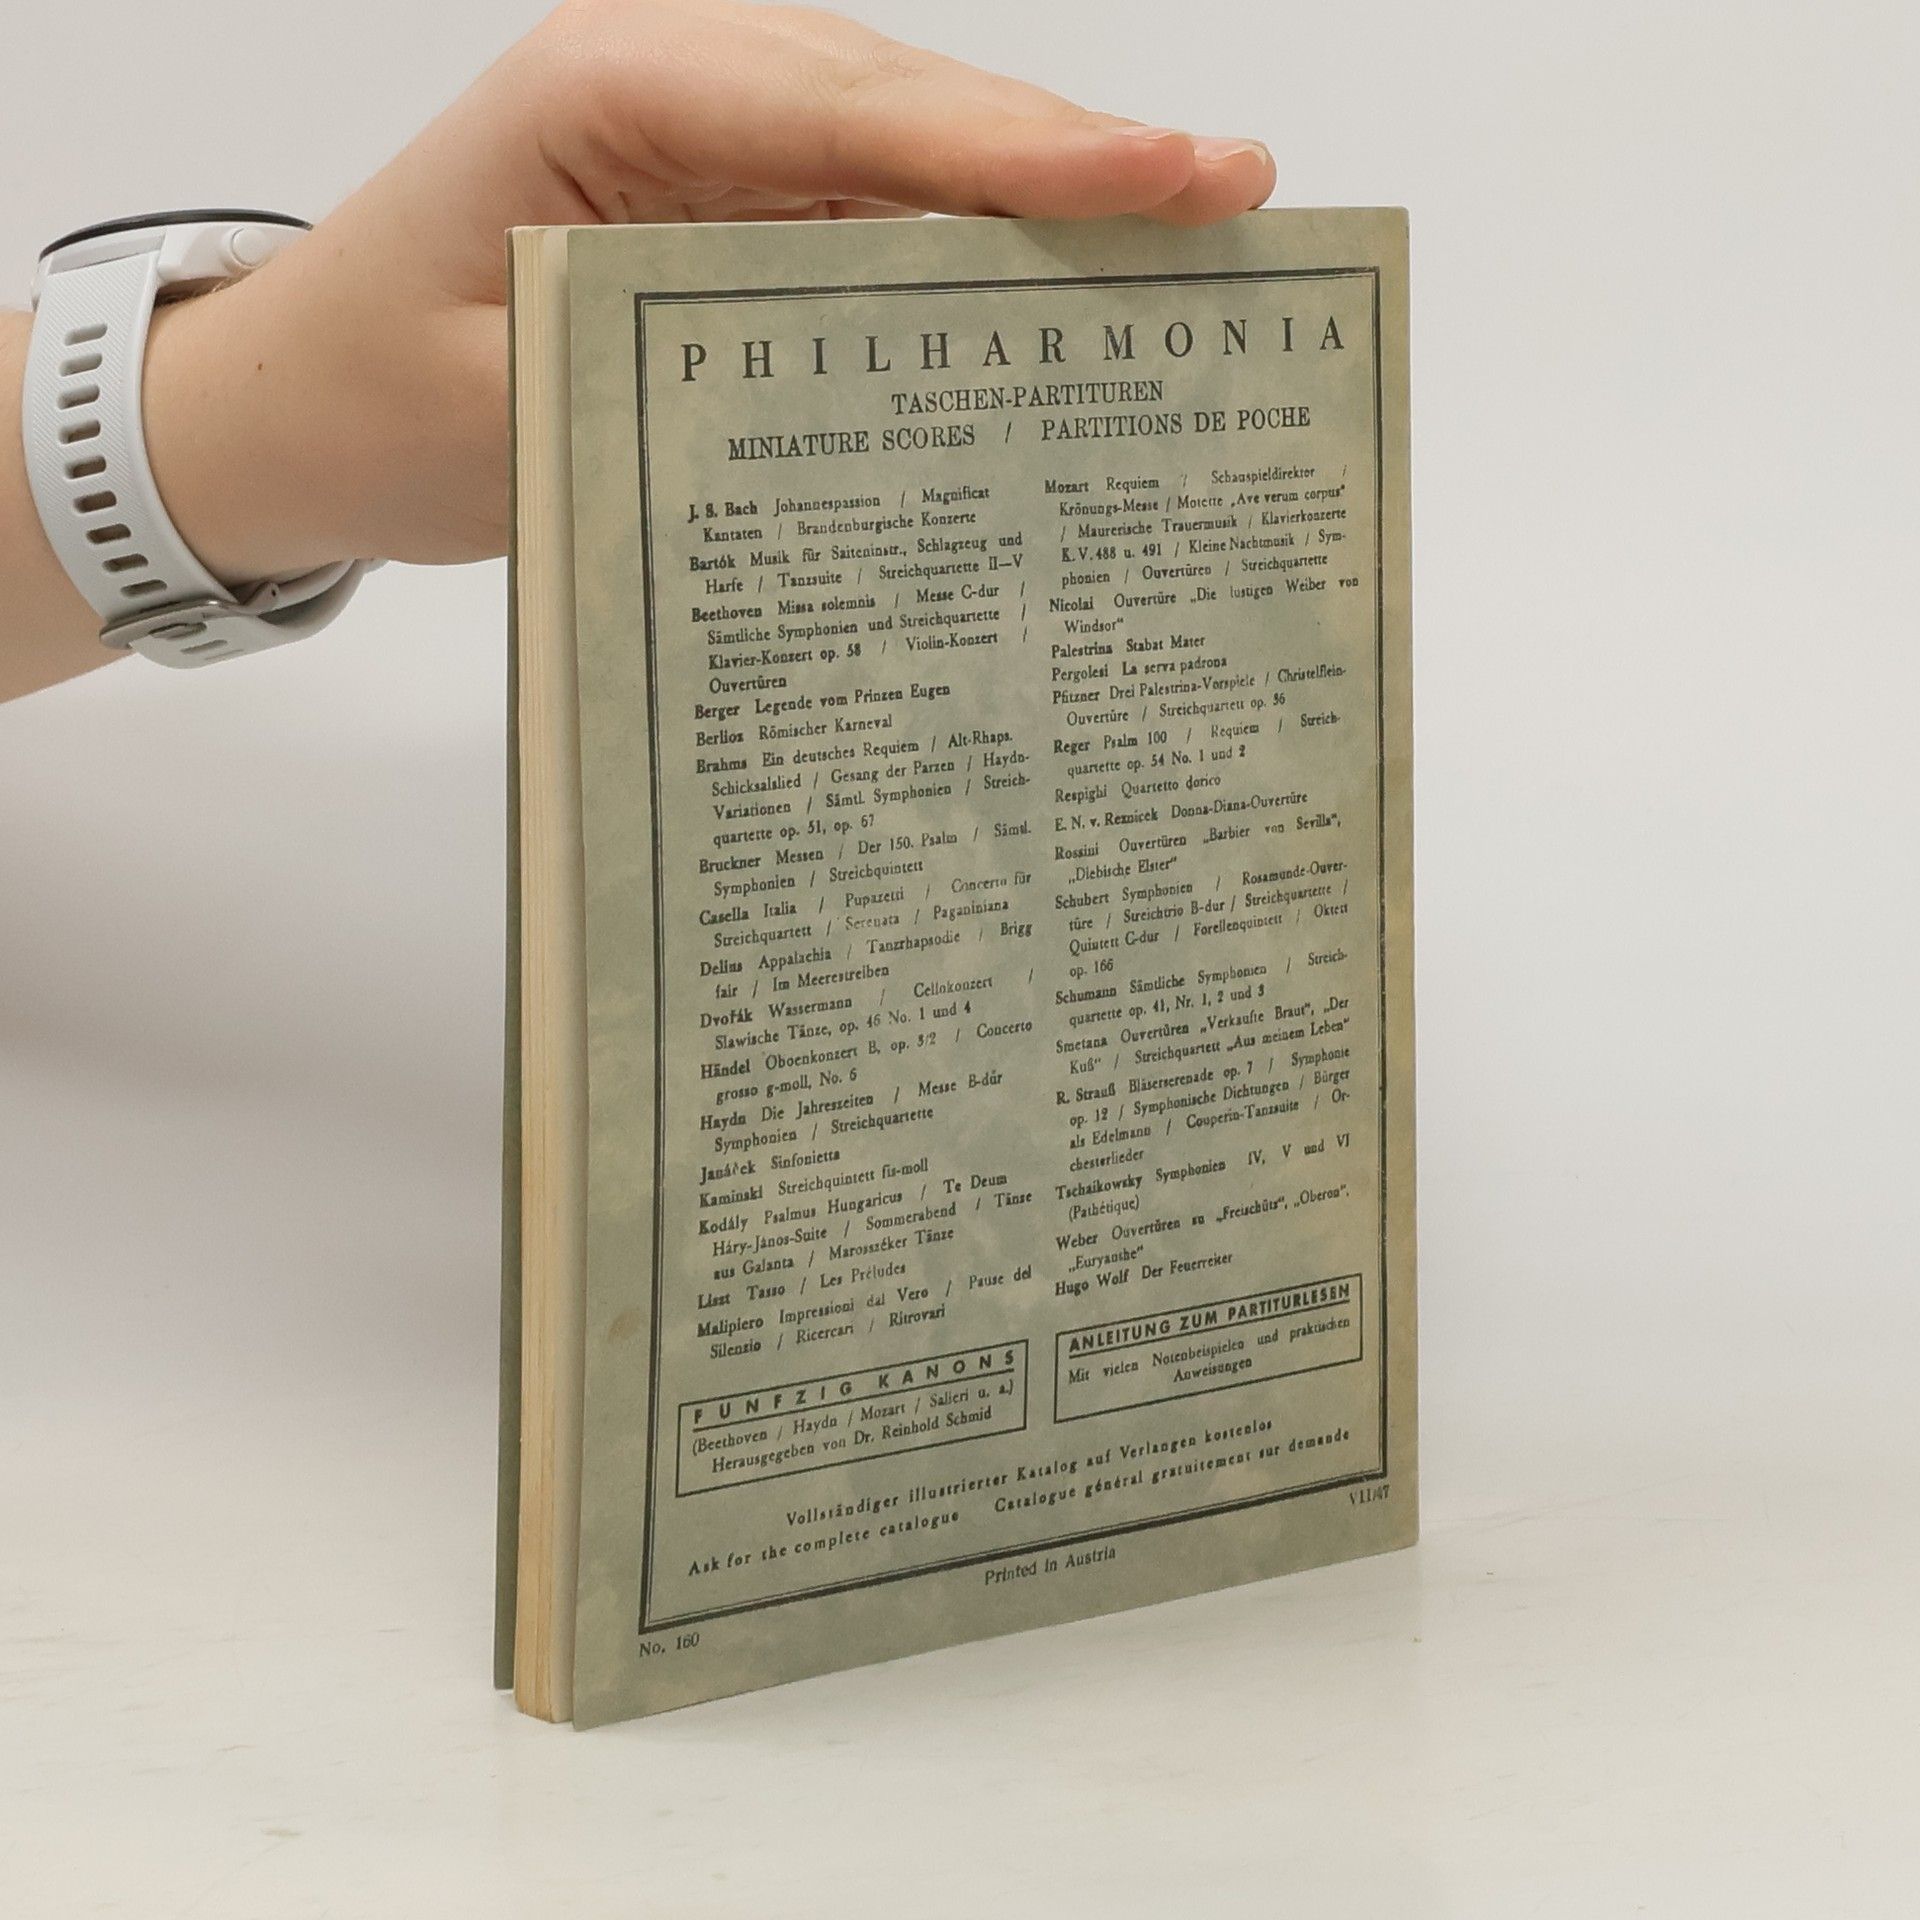 PHILHARMONIA
TASCHEN-PARTITUREN
MINIATURE SCORES / PARTITIONS DE POCHE
J. S. Bach Johannespassion / Magnificat
Kantaten / Brandenburgische Konzerte
Bartók Musik für Saiteninstr., Schlagzeug und
Harfe / Tanzsuite / Streichquartette II—V
Beethoven Missa solemnis / Messe C-dur /
Sämtliche Symphonien und Streichquartette /
Klavier-Konzert op. 58 / Violin-Konzert /
Ouvertüren
Berger Legende vom Prinzen Eugen
Berlioz Römischer Karneval
Brahms Ein deutsches Requiem / Alt-Rhaps.
Schicksalslied / Gesang der Parzen / Haydn-
Variationen / Sämtl. Symphonien / Streich-
quartette op. 51, op. 67
Bruckner Messen / Der 150. Psalm / Sämtl.
Symphonien / Streichquintett
Casella Italia / Pupazetti / Concerto für
Streichquartett / Serenata / Paganiniana
Delius Appalachia / Tanzrhapsodie / Brigg
fair / Im Meerestreiben
Dvořák Wassermann / Cellokonzert /
Slawische Tänze, op. 46 No. 1 und 4
Händel Oboenkonzert B, op. 3/2 / Concerto
grosso g-moll, No. 6
Haydn Die Jahreszeiten / Messe B-dur
Symphonien / Streichquartette
Janáček Sinfonietta
Kaminski Streichquintett fis-moll
Kodály Psalmus Hungaricus / Te Deum
Háry-János-Suite / Sommerabend / Tänze
aus Galanta / Marosszéker Tänze
Liszt Tasso / Les Préludes
Malipiero Impressioni dal Vero / Pause del
Silenzio / Ricercari / Ritrovari
FUNFZIG KANONS
(Beethoven / Haydn / Mozart / Salieri u. a.)
Herausgegeben von Dr. Reinhold Schmid
Mozart Requiem / Schauspieldirektor /
Krönungs-Messe / Motette „Ave verum corpus"
/ Maurerische Trauermusik / Klavierkonzerte
K. V. 488 u. 491 / Kleine Nachtmusik / Sym-
phonien / Ouvertüren / Streichquartette
Nicolai Ouvertüre „Die lustigen Weiber von
Windsor"
Palestrina Stabat Mater
Pergolesi La serva padrona
Pfitzner Drei Palestrina-Vorspiele / Christelflein-
Ouvertüre / Streichquartett op. 36
Reger Psalm 100 / Requiem / Streich-
quartette op. 54 No. 1 und 2
Respighi Quartetto dorico
E. N. v. Reznicek Donna-Diana-Ouvertüre
Rossini Ouvertüren „Barbier von Sevilla",
„Diebische Elster"
Schubert Symphonien / Rosamunde-Ouver-
türe / Streichtrio B-dur / Streichquartette /
Quintett C-dur / Forellenquintett / Oktett
op. 166
Schumann Sämtliche Symphonien / Streich-
quartette op. 41, Nr. 1, 2 und 3
Smetana Ouvertüren „Verkaufte Braut", „Der
Kuß" / Streichquartett „Aus meinem Leben"
R. Strauß Bläserserenade op. 7 / Symphonie
op. 12 / Symphonische Dichtungen / Bürger
als Edelmann / Couperin-Tanzsuite / Or-
chesterlieder
Tschaikowsky Symphonien IV, V und VI
(Pathétique)
Weber Ouvertüren zu „Freischütz", „Oberon",
„Euryanthe"
Hugo Wolf Der Feuerreiter
ANLEITUNG ZUM PARTITURLESEN
Mit vielen Notenbeispielen und praktischen
Anweisungen
Vollständiger illustrierter Katalog auf Verlangen kostenlos
Ask for the complete catalogue Catalogue général gratuitement sur demande
VII/47
Printed in Austria
No. 160